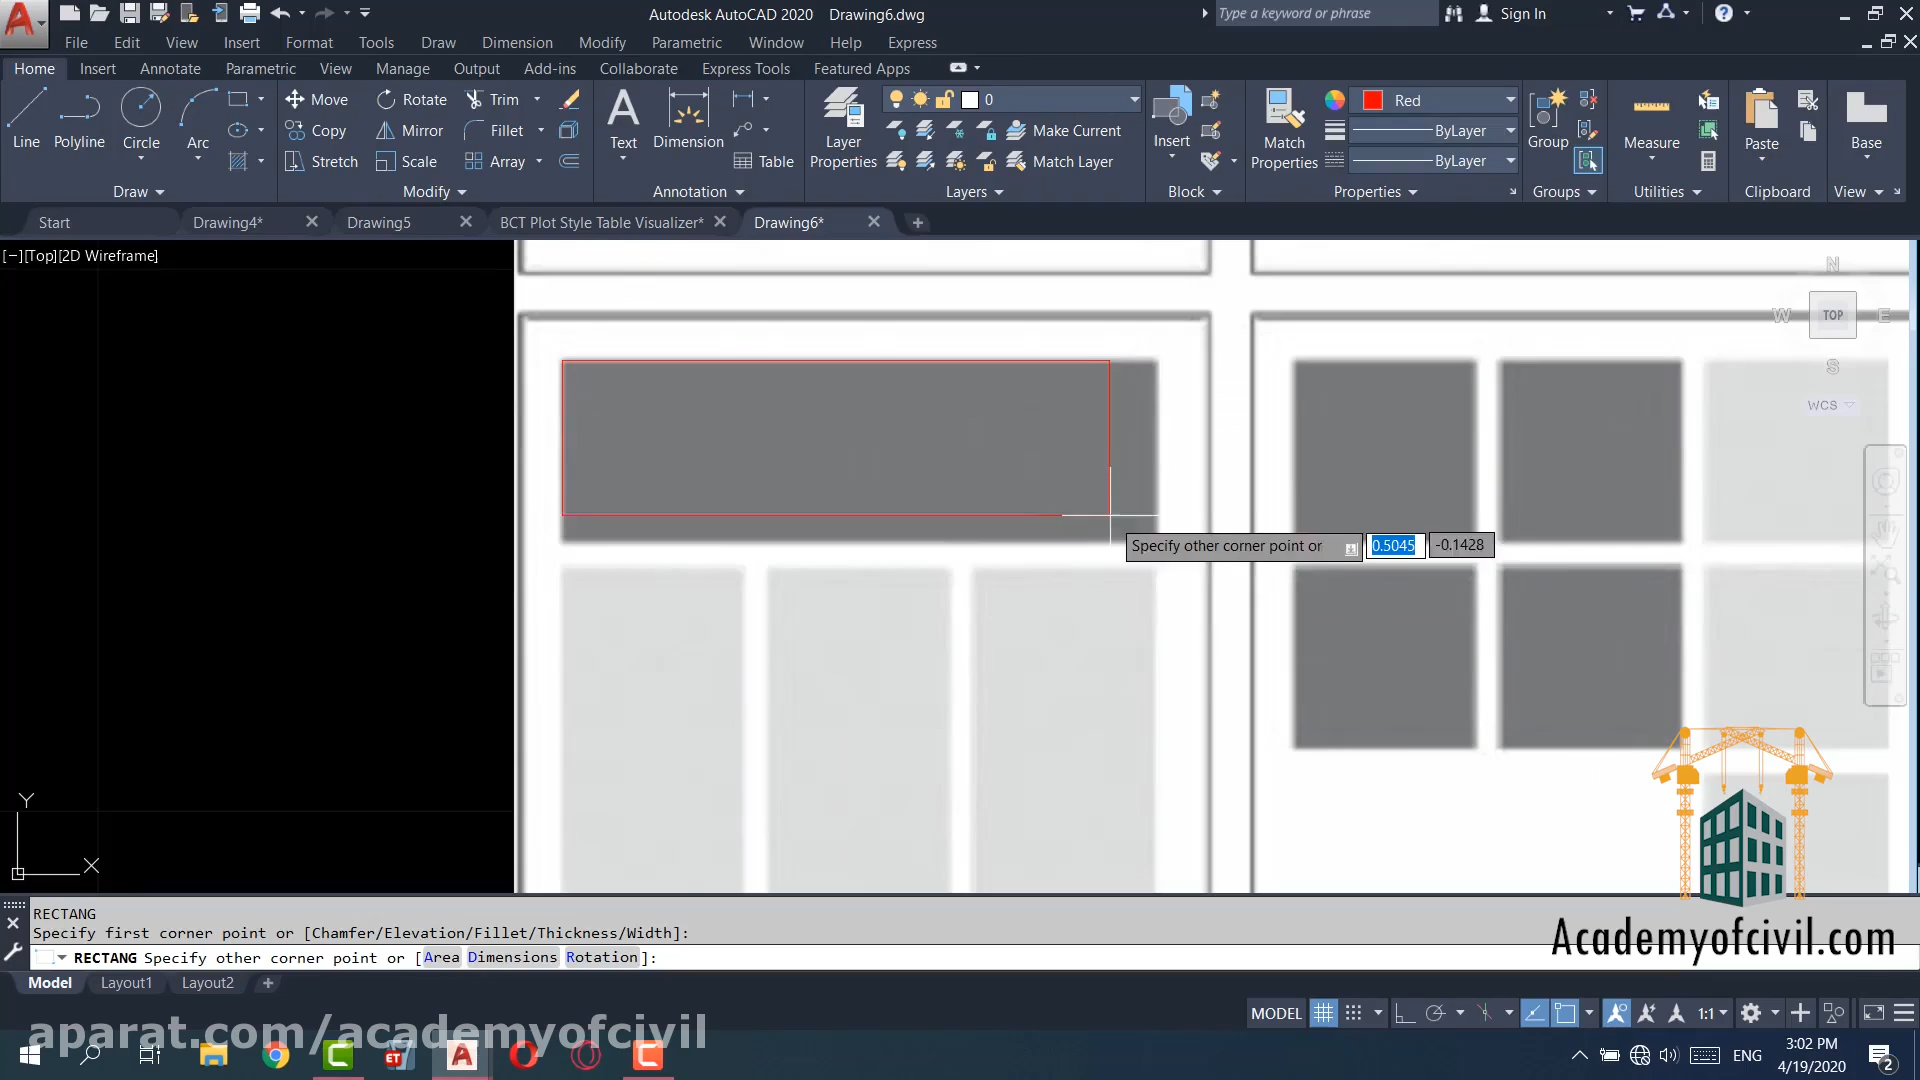 Autodesk AutoCAD 2020 Drawing6.dwg
Type a keyword or phrase
Sign In
File Edit View Insert Format Tools Draw Dimension Modify Parametric Window Help Express
Home Insert Annotate Parametric View Manage Output Add-ins Collaborate Express Tools Featured Apps
Line Polyline Circle Arc
Move Rotate Trim
Copy Mirror Fillet
Stretch Scale Array
Text Dimension Table
Layer Properties
0
Make Current
Match Layer
Insert
Match Properties
Red
ByLayer
ByLayer
Group
Measure
Paste
Base
Draw Modify Annotation Layers Block Properties Groups Utilities Clipboard View
Start Drawing4* Drawing5 BCT Plot Style Table Visualizer* Drawing6*
[−][Top][2D Wireframe]
N
W TOP E
S
WCS
Specify other corner point or 0.5045 -0.1428
Y
X
RECTANG
Specify first corner point or [Chamfer/Elevation/Fillet/Thickness/Width]:
RECTANG Specify other corner point or [Area Dimensions Rotation]:
Academyofcivil.com
Model Layout1 Layout2
MODEL 1:1
aparat.com/academyofcivil
ET
ENG
3:02 PM
4/19/2020
2